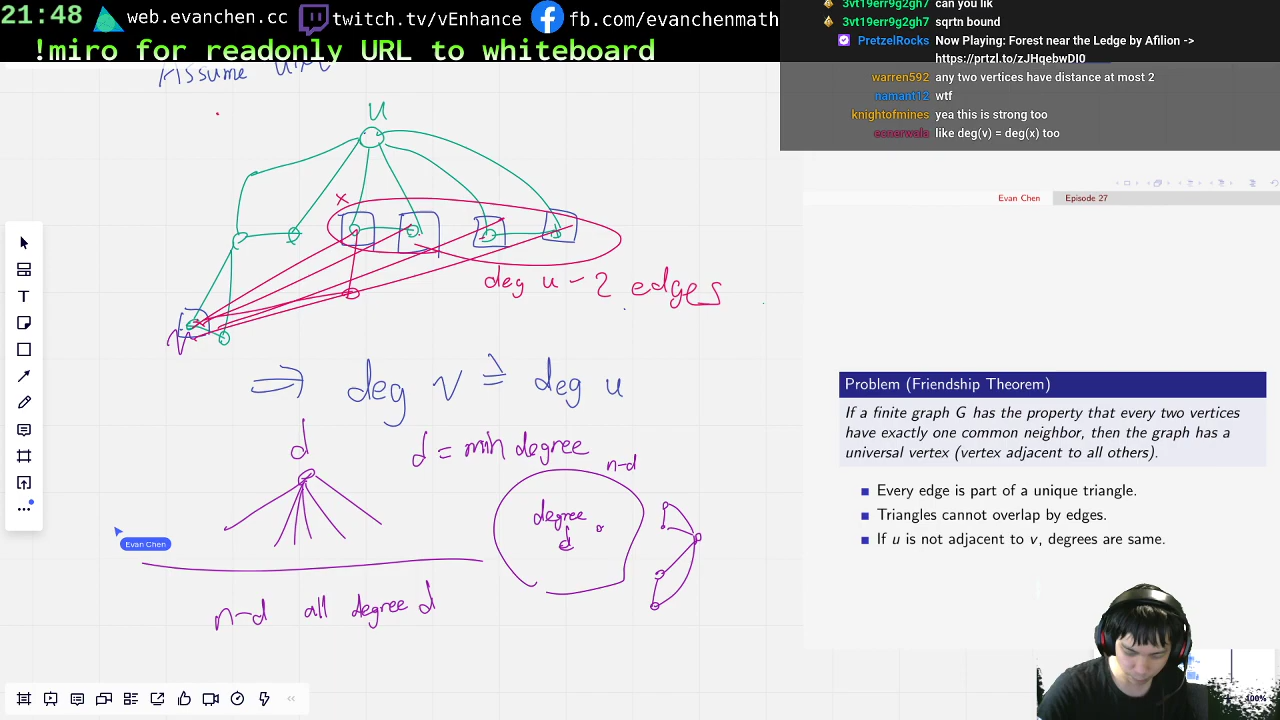 21:48
web.evanchen.cc
twitch.tv/vEnhance
fb.com/evanchenmath
!miro for readonly URL to whiteboard
3vt19err9g2gh7 can you lik
3vt19err9g2gh7 sqrtn bound
PretzelRocks Now Playing: Forest near the Ledge by Afilion ->
https://prtzl.to/zJHqebwDI0
warren592 any two vertices have distance at most 2
namant12 wtf
knightofmines yea this is strong too
ecnerwala like deg(v) = deg(x) too
Assume
u
x
deg u - 2 edges
v
⇒ deg v ≥ deg u
d
d = min degree
n-d
degree
d
n-d all degree d
Evan Chen
Evan Chen Episode 27
Problem (Friendship Theorem)
If a finite graph G has the property that every two vertices
have exactly one common neighbor, then the graph has a
universal vertex (vertex adjacent to all others).
Every edge is part of a unique triangle.
Triangles cannot overlap by edges.
If u is not adjacent to v, degrees are same.
100%